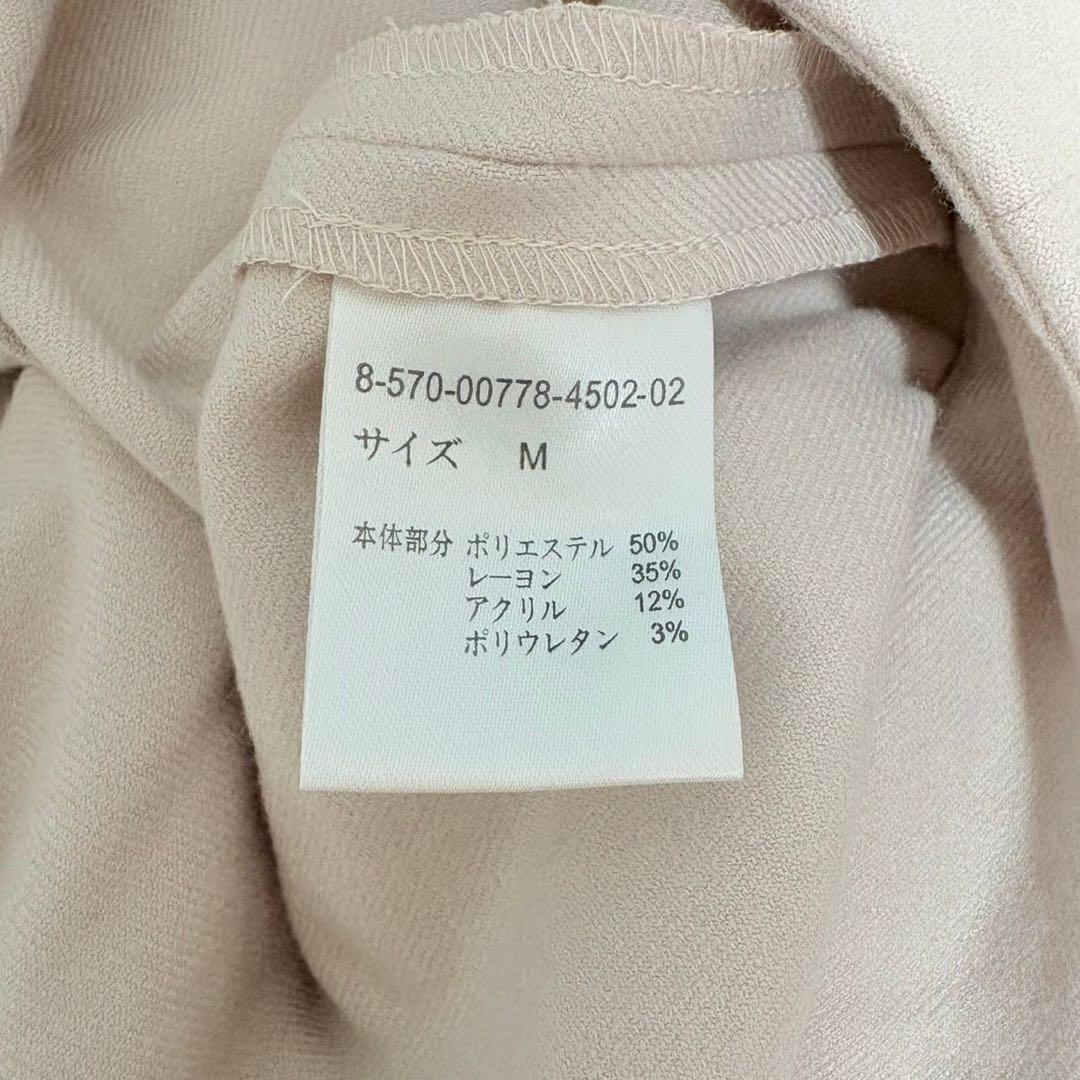 8-570-00778-4502-02
サイズ M
本体部分 ポリエステル 50%
レーヨン 35%
アクリル 12%
ポリウレタン 3%